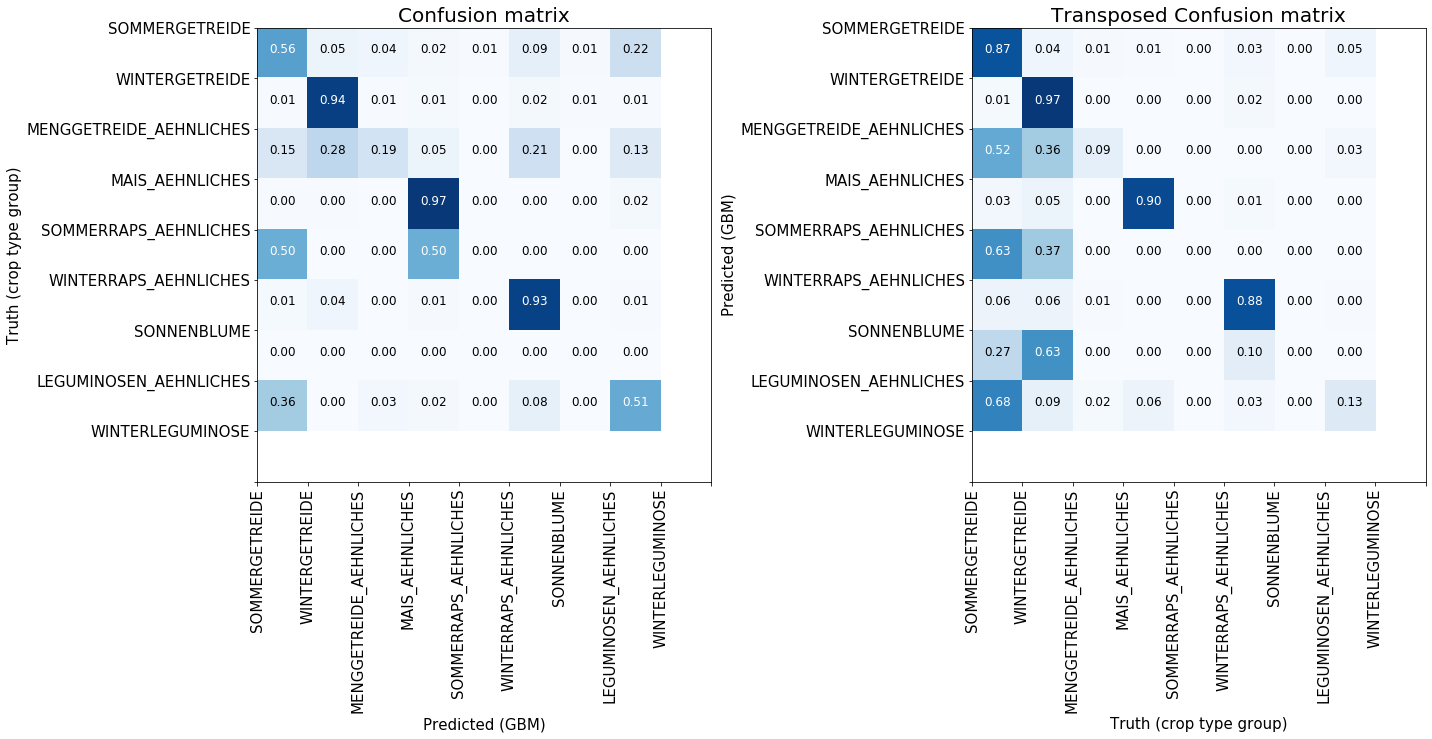 Confusion matrix
Truth (crop type group)
SOMMERGETREIDE
0.56 0.05 0.04 0.02 0.01 0.09 0.01 0.22
WINTERGETREIDE
0.01 0.94 0.01 0.01 0.00 0.02 0.01 0.01
MENGGETREIDE_AEHNLICHES
0.15 0.28 0.19 0.05 0.00 0.21 0.00 0.13
MAIS_AEHNLICHES
0.00 0.00 0.00 0.97 0.00 0.00 0.00 0.02
SOMMERRAPS_AEHNLICHES
0.50 0.00 0.00 0.50 0.00 0.00 0.00 0.00
WINTERRAPS_AEHNLICHES
0.01 0.04 0.00 0.01 0.00 0.93 0.00 0.01
SONNENBLUME
0.00 0.00 0.00 0.00 0.00 0.00 0.00 0.00
LEGUMINOSEN_AEHNLICHES
0.36 0.00 0.03 0.02 0.00 0.08 0.00 0.51
WINTERLEGUMINOSE
SOMMERGETREIDE
WINTERGETREIDE
MENGGETREIDE_AEHNLICHES
MAIS_AEHNLICHES
SOMMERRAPS_AEHNLICHES
WINTERRAPS_AEHNLICHES
SONNENBLUME
LEGUMINOSEN_AEHNLICHES
WINTERLEGUMINOSE
Predicted (GBM)
Transposed Confusion matrix
Predicted (GBM)
SOMMERGETREIDE
0.87 0.04 0.01 0.01 0.00 0.03 0.00 0.05
WINTERGETREIDE
0.01 0.97 0.00 0.00 0.00 0.02 0.00 0.00
MENGGETREIDE_AEHNLICHES
0.52 0.36 0.09 0.00 0.00 0.00 0.00 0.03
MAIS_AEHNLICHES
0.03 0.05 0.00 0.90 0.00 0.01 0.00 0.00
SOMMERRAPS_AEHNLICHES
0.63 0.37 0.00 0.00 0.00 0.00 0.00 0.00
WINTERRAPS_AEHNLICHES
0.06 0.06 0.01 0.00 0.00 0.88 0.00 0.00
SONNENBLUME
0.27 0.63 0.00 0.00 0.00 0.10 0.00 0.00
LEGUMINOSEN_AEHNLICHES
0.68 0.09 0.02 0.06 0.00 0.03 0.00 0.13
WINTERLEGUMINOSE
SOMMERGETREIDE
WINTERGETREIDE
MENGGETREIDE_AEHNLICHES
MAIS_AEHNLICHES
SOMMERRAPS_AEHNLICHES
WINTERRAPS_AEHNLICHES
SONNENBLUME
LEGUMINOSEN_AEHNLICHES
WINTERLEGUMINOSE
Truth (crop type group)